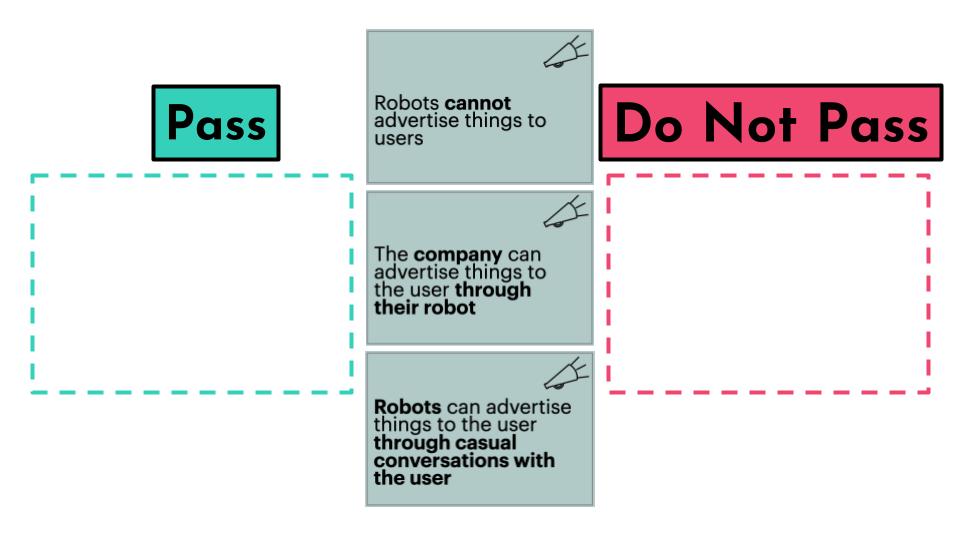 Pass
Robots cannot
advertise things to
users
The company can
advertise things to
the user through
their robot
Robots can advertise
things to the user
through casual
conversations with
the user
Do Not Pass